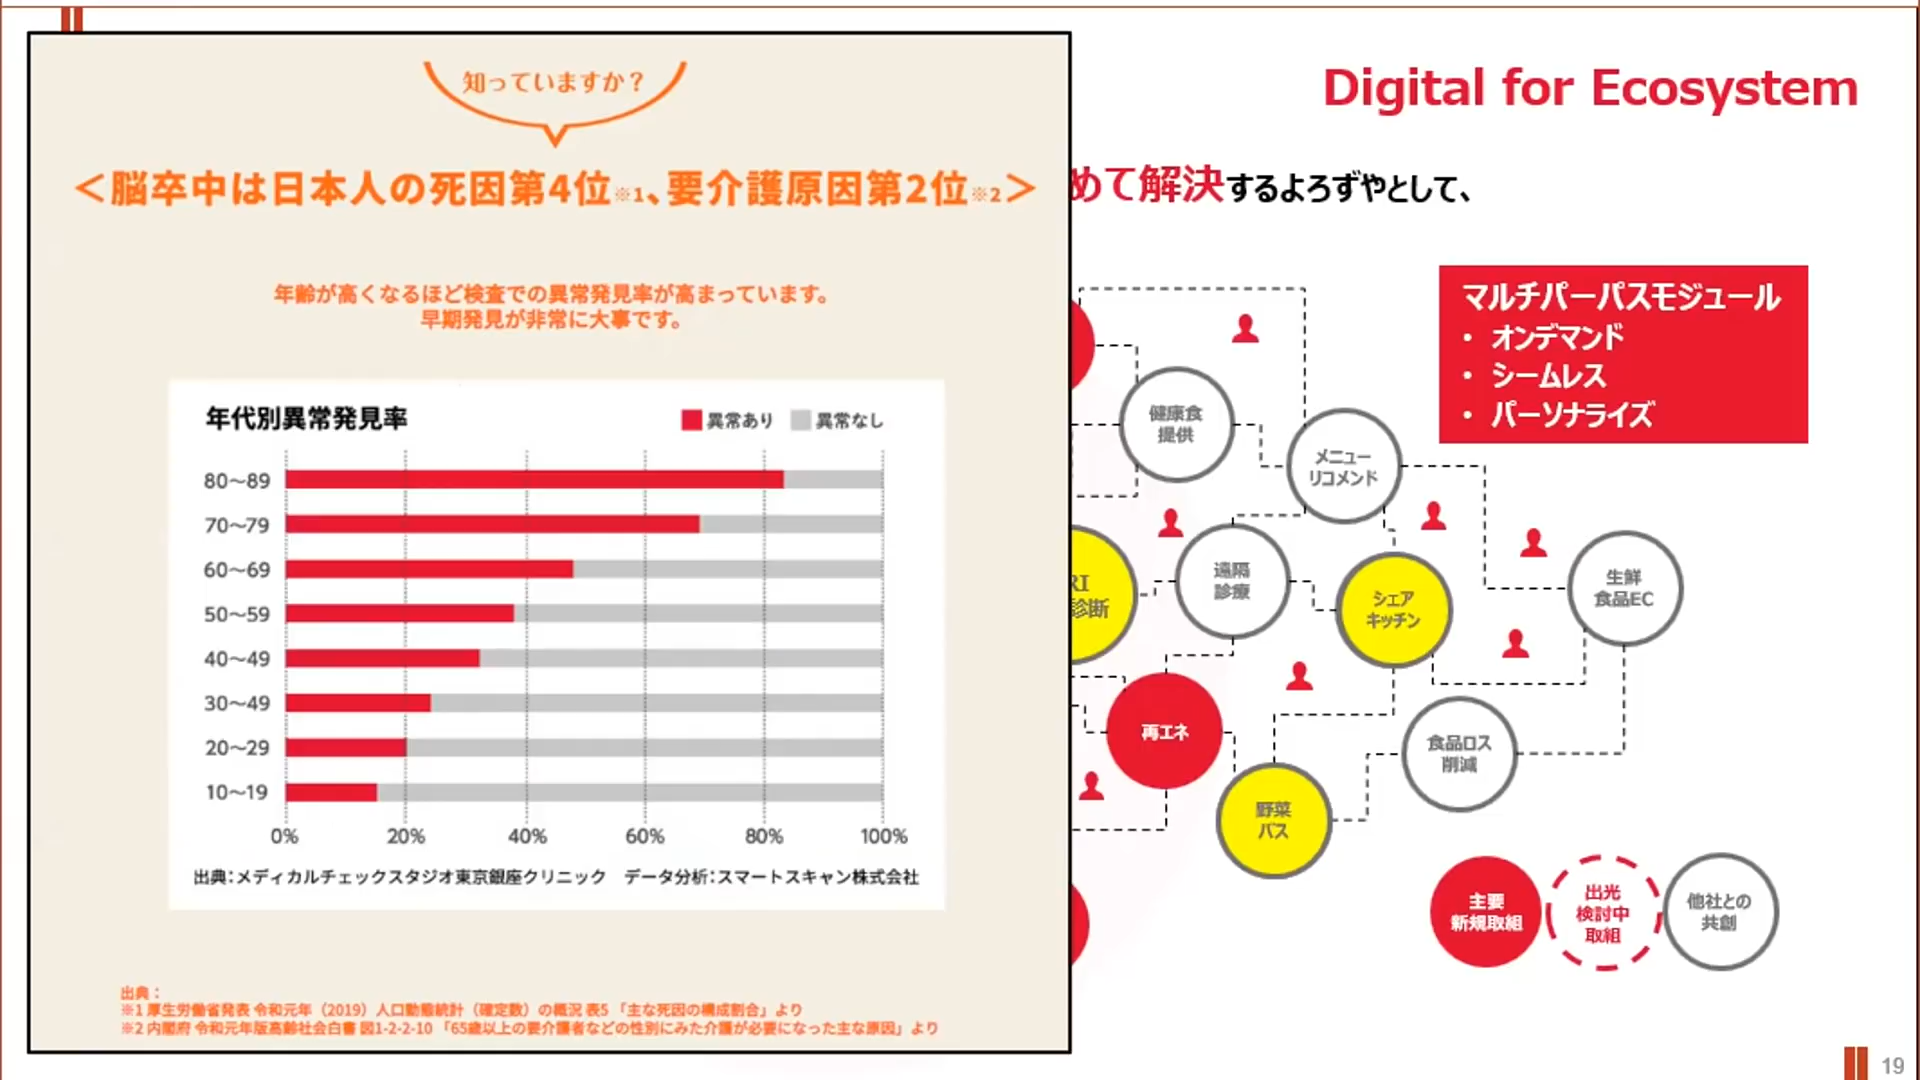 知っていますか？
＜脳卒中は日本人の死因第4位※1、要介護原因第2位※2＞
年齢が高くなるほど検査での異常発見率が高まっています。
早期発見が非常に大事です。
年代別異常発見率
異常あり 異常なし
80～89
70～79
60～69
50～59
40～49
30～49
20～29
10～19
0% 20% 40% 60% 80% 100%
出典：メディカルチェックスタジオ東京銀座クリニック データ分析：スマートスキャン株式会社
出典：
※1 厚生労働省発表 令和元年（2019）人口動態統計（確定数）の概況 表5 「主な死因の構成割合」より
※2 内閣府 令和元年版高齢社会白書 図1-2-2-10 「65歳以上の要介護者などの性別にみた介護が必要になった主な原因」より
Digital for Ecosystem
めて解決するよろずやとして、
マルチパーパスモジュール
• オンデマンド
• シームレス
• パーソナライズ
健康食
提供
メニュー
リコメンド
RI
診断
遠隔
診療
シェア
キッチン
生鮮
食品EC
再エネ
野菜
バス
食品ロス
削減
主要
新規取組
出光
検討中
取組
他社との
共創
19